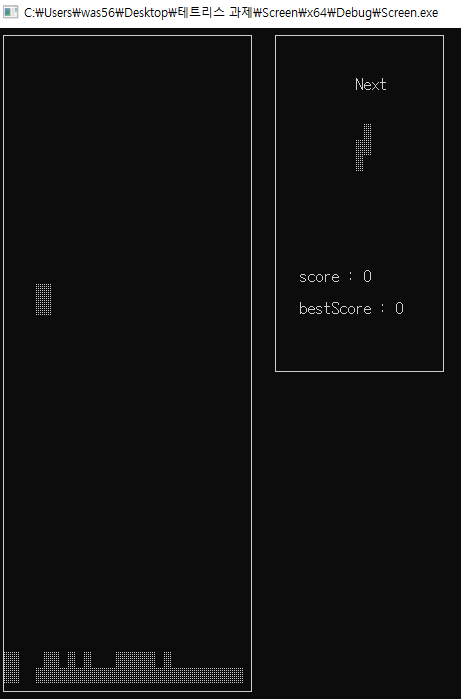 C:₩Users₩was56₩Desktop₩테트리스 과제₩Screen₩x64₩Debug₩Screen.exe
Next
score : 0
bestScore : 0